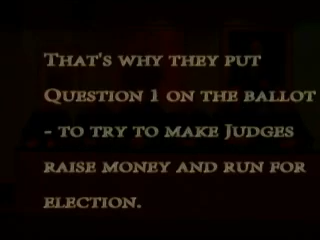 That's why they put
Question 1 on the ballot
- to try to make Judges
raise money and run for
election.